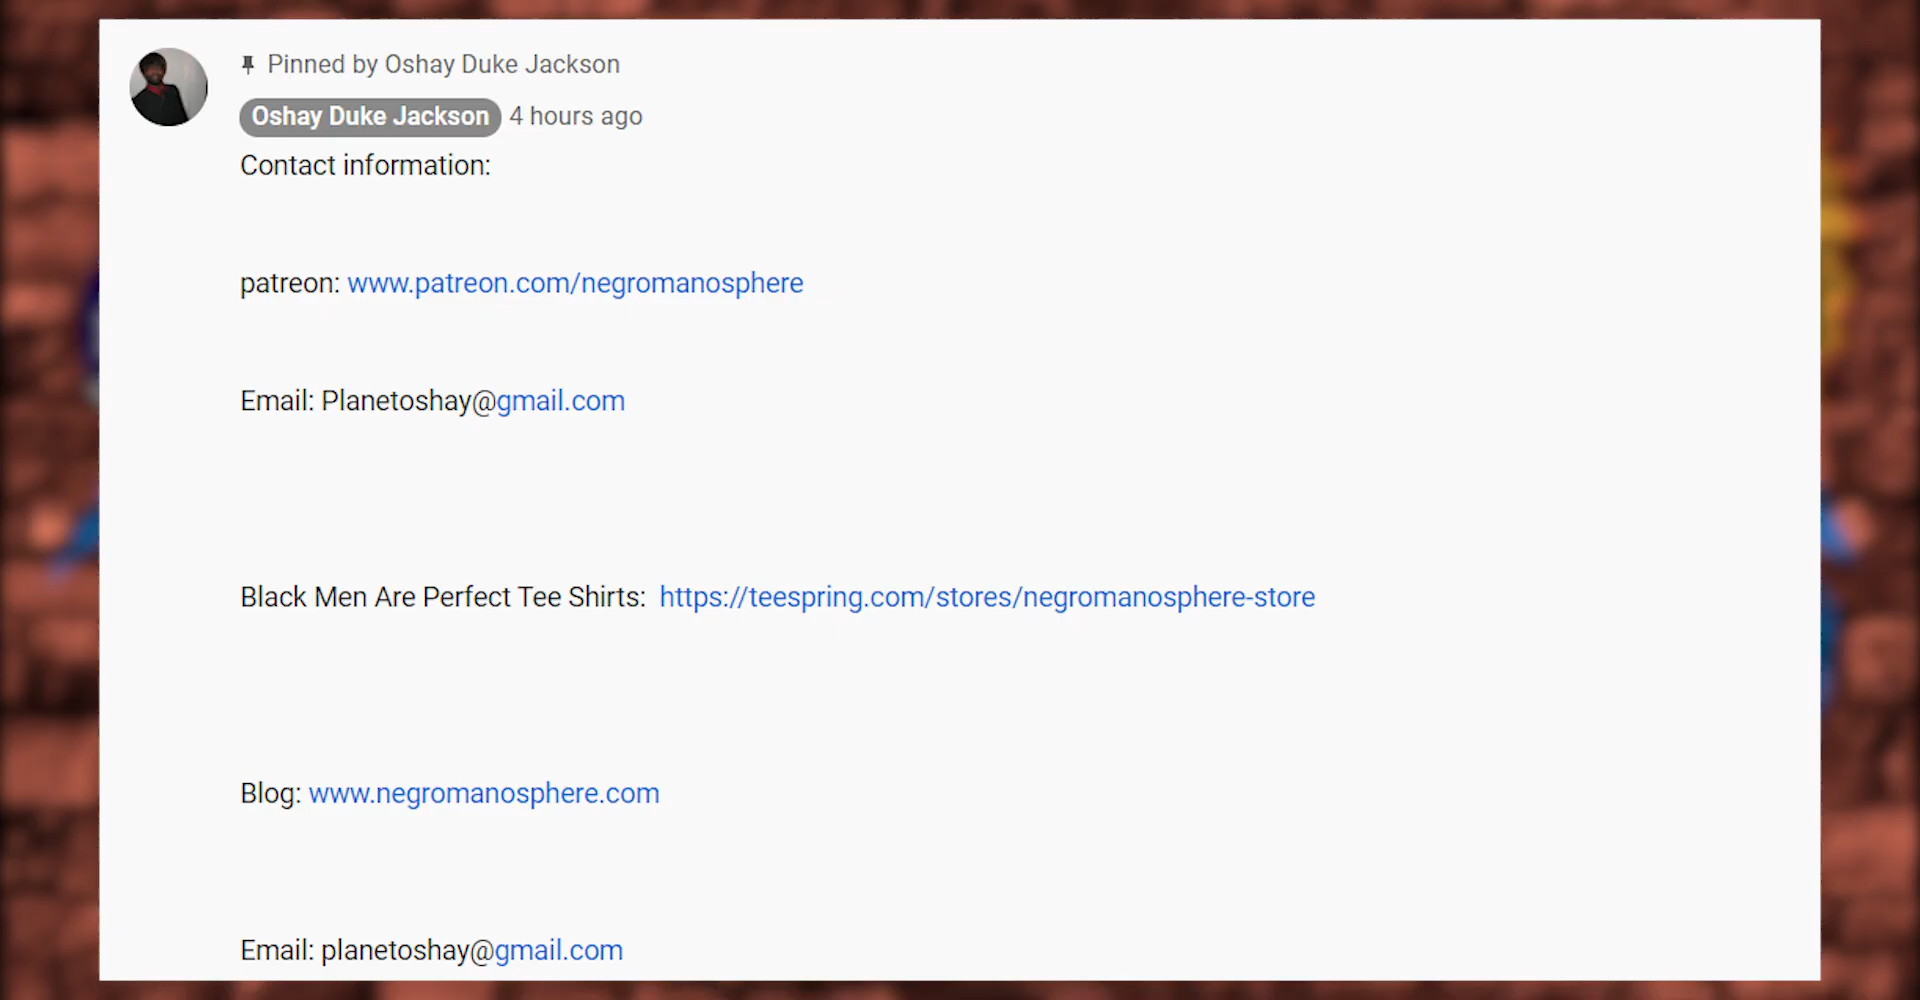 Pinned by Oshay Duke Jackson
Oshay Duke Jackson 4 hours ago
Contact information:
patreon: www.patreon.com/negromanosphere
Email: Planetoshay@gmail.com
Black Men Are Perfect Tee Shirts: https://teespring.com/stores/negromanosphere-store
Blog: www.negromanosphere.com
Email: planetoshay@gmail.com